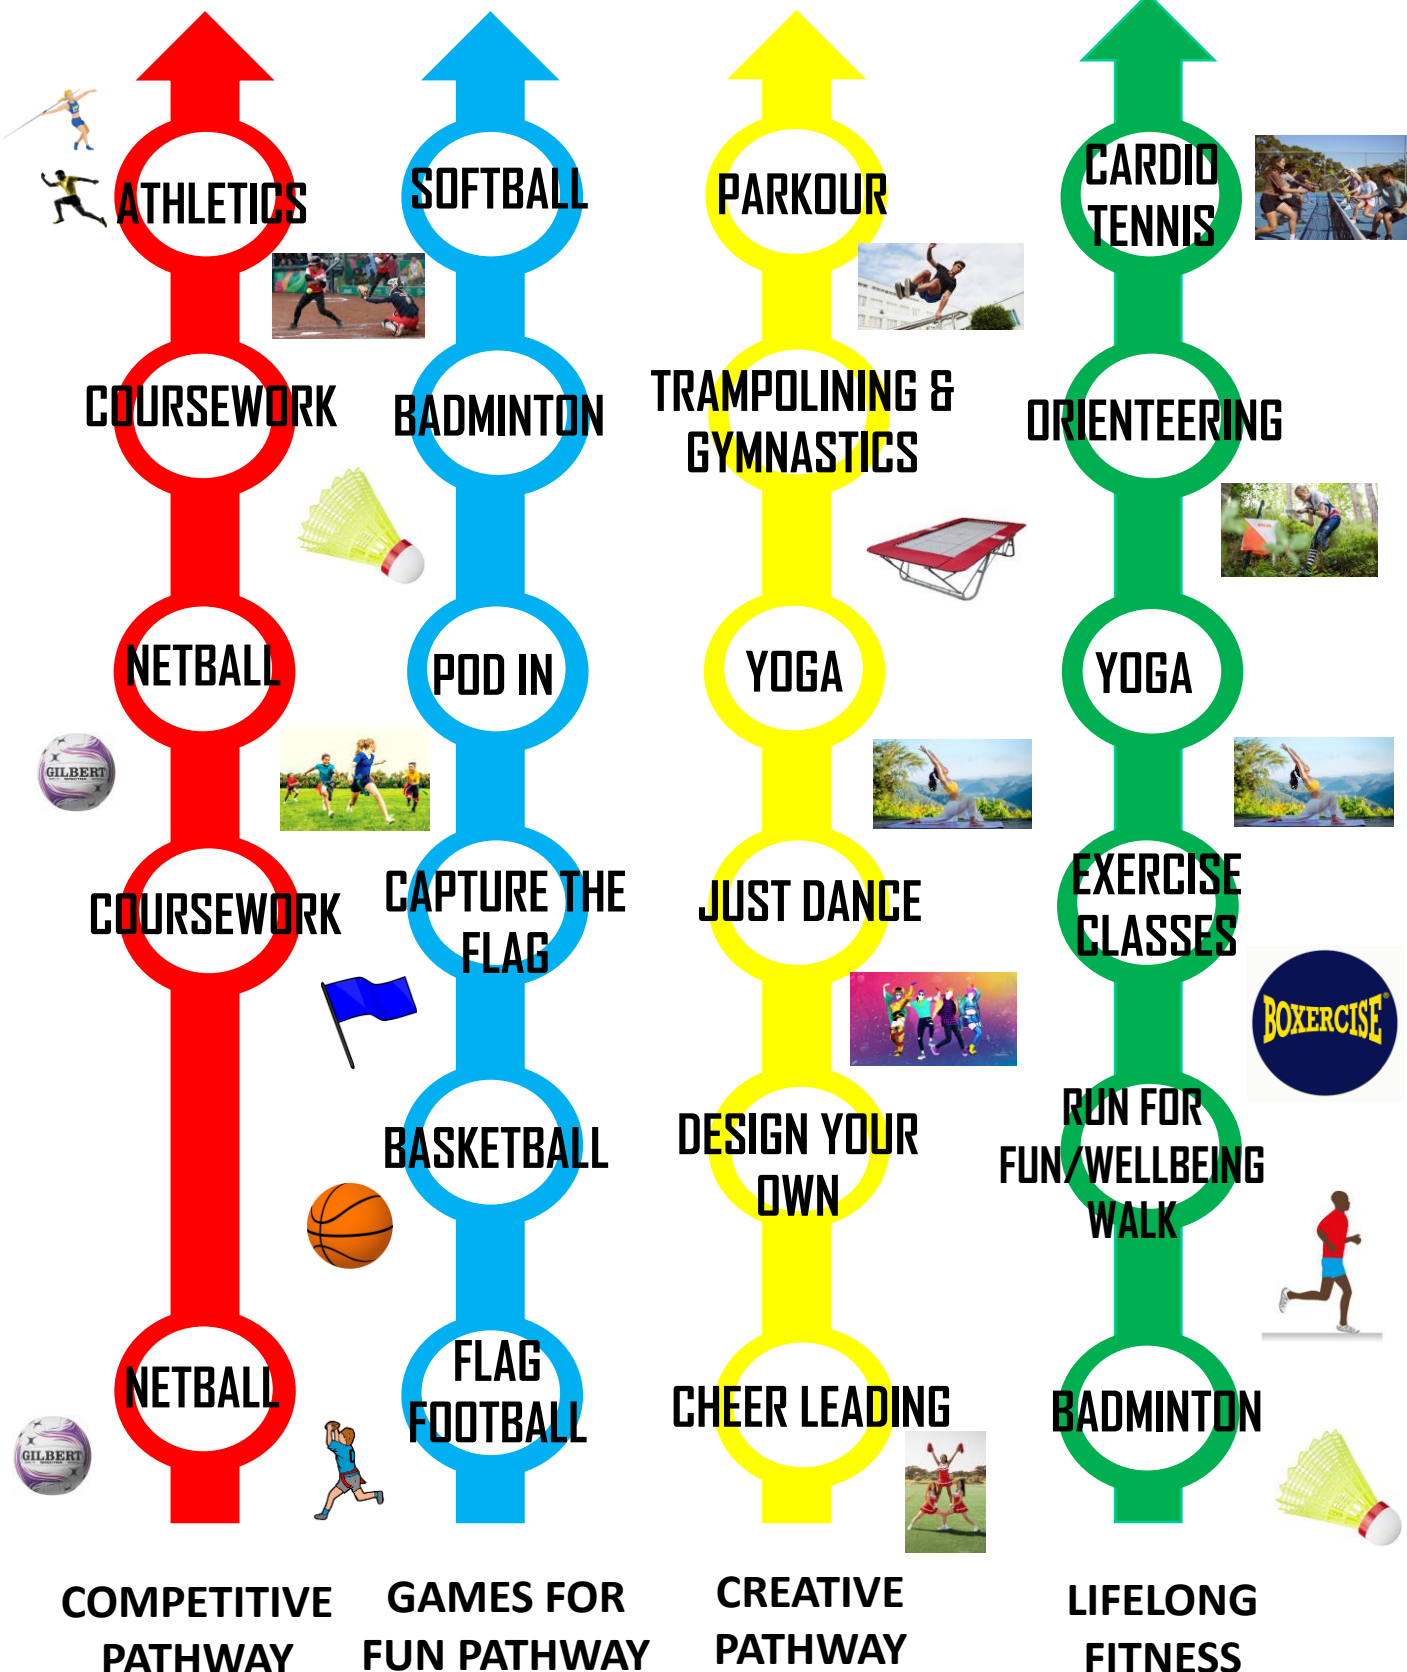 ATHLETICS
COURSEWORK
NETBALL
GILBERT
COURSEWORK
NETBALL
GILBERT
COMPETITIVE
PATHWAY
SOFTBALL
BADMINTON
POD IN
CAPTURE THE
FLAG
BASKETBALL
FLAG
FOOTBALL
GAMES FOR
FUN PATHWAY
PARKOUR
TRAMPOLINING &
GYMNASTICS
YOGA
JUST DANCE
DESIGN YOUR
OWN
CHEER LEADING
CREATIVE
PATHWAY
CARDIO
TENNIS
ORIENTEERING
YOGA
EXERCISE
CLASSES
BOXERCISE®
RUN FOR
FUN/WELLBEING
WALK
BADMINTON
LIFELONG
FITNESS